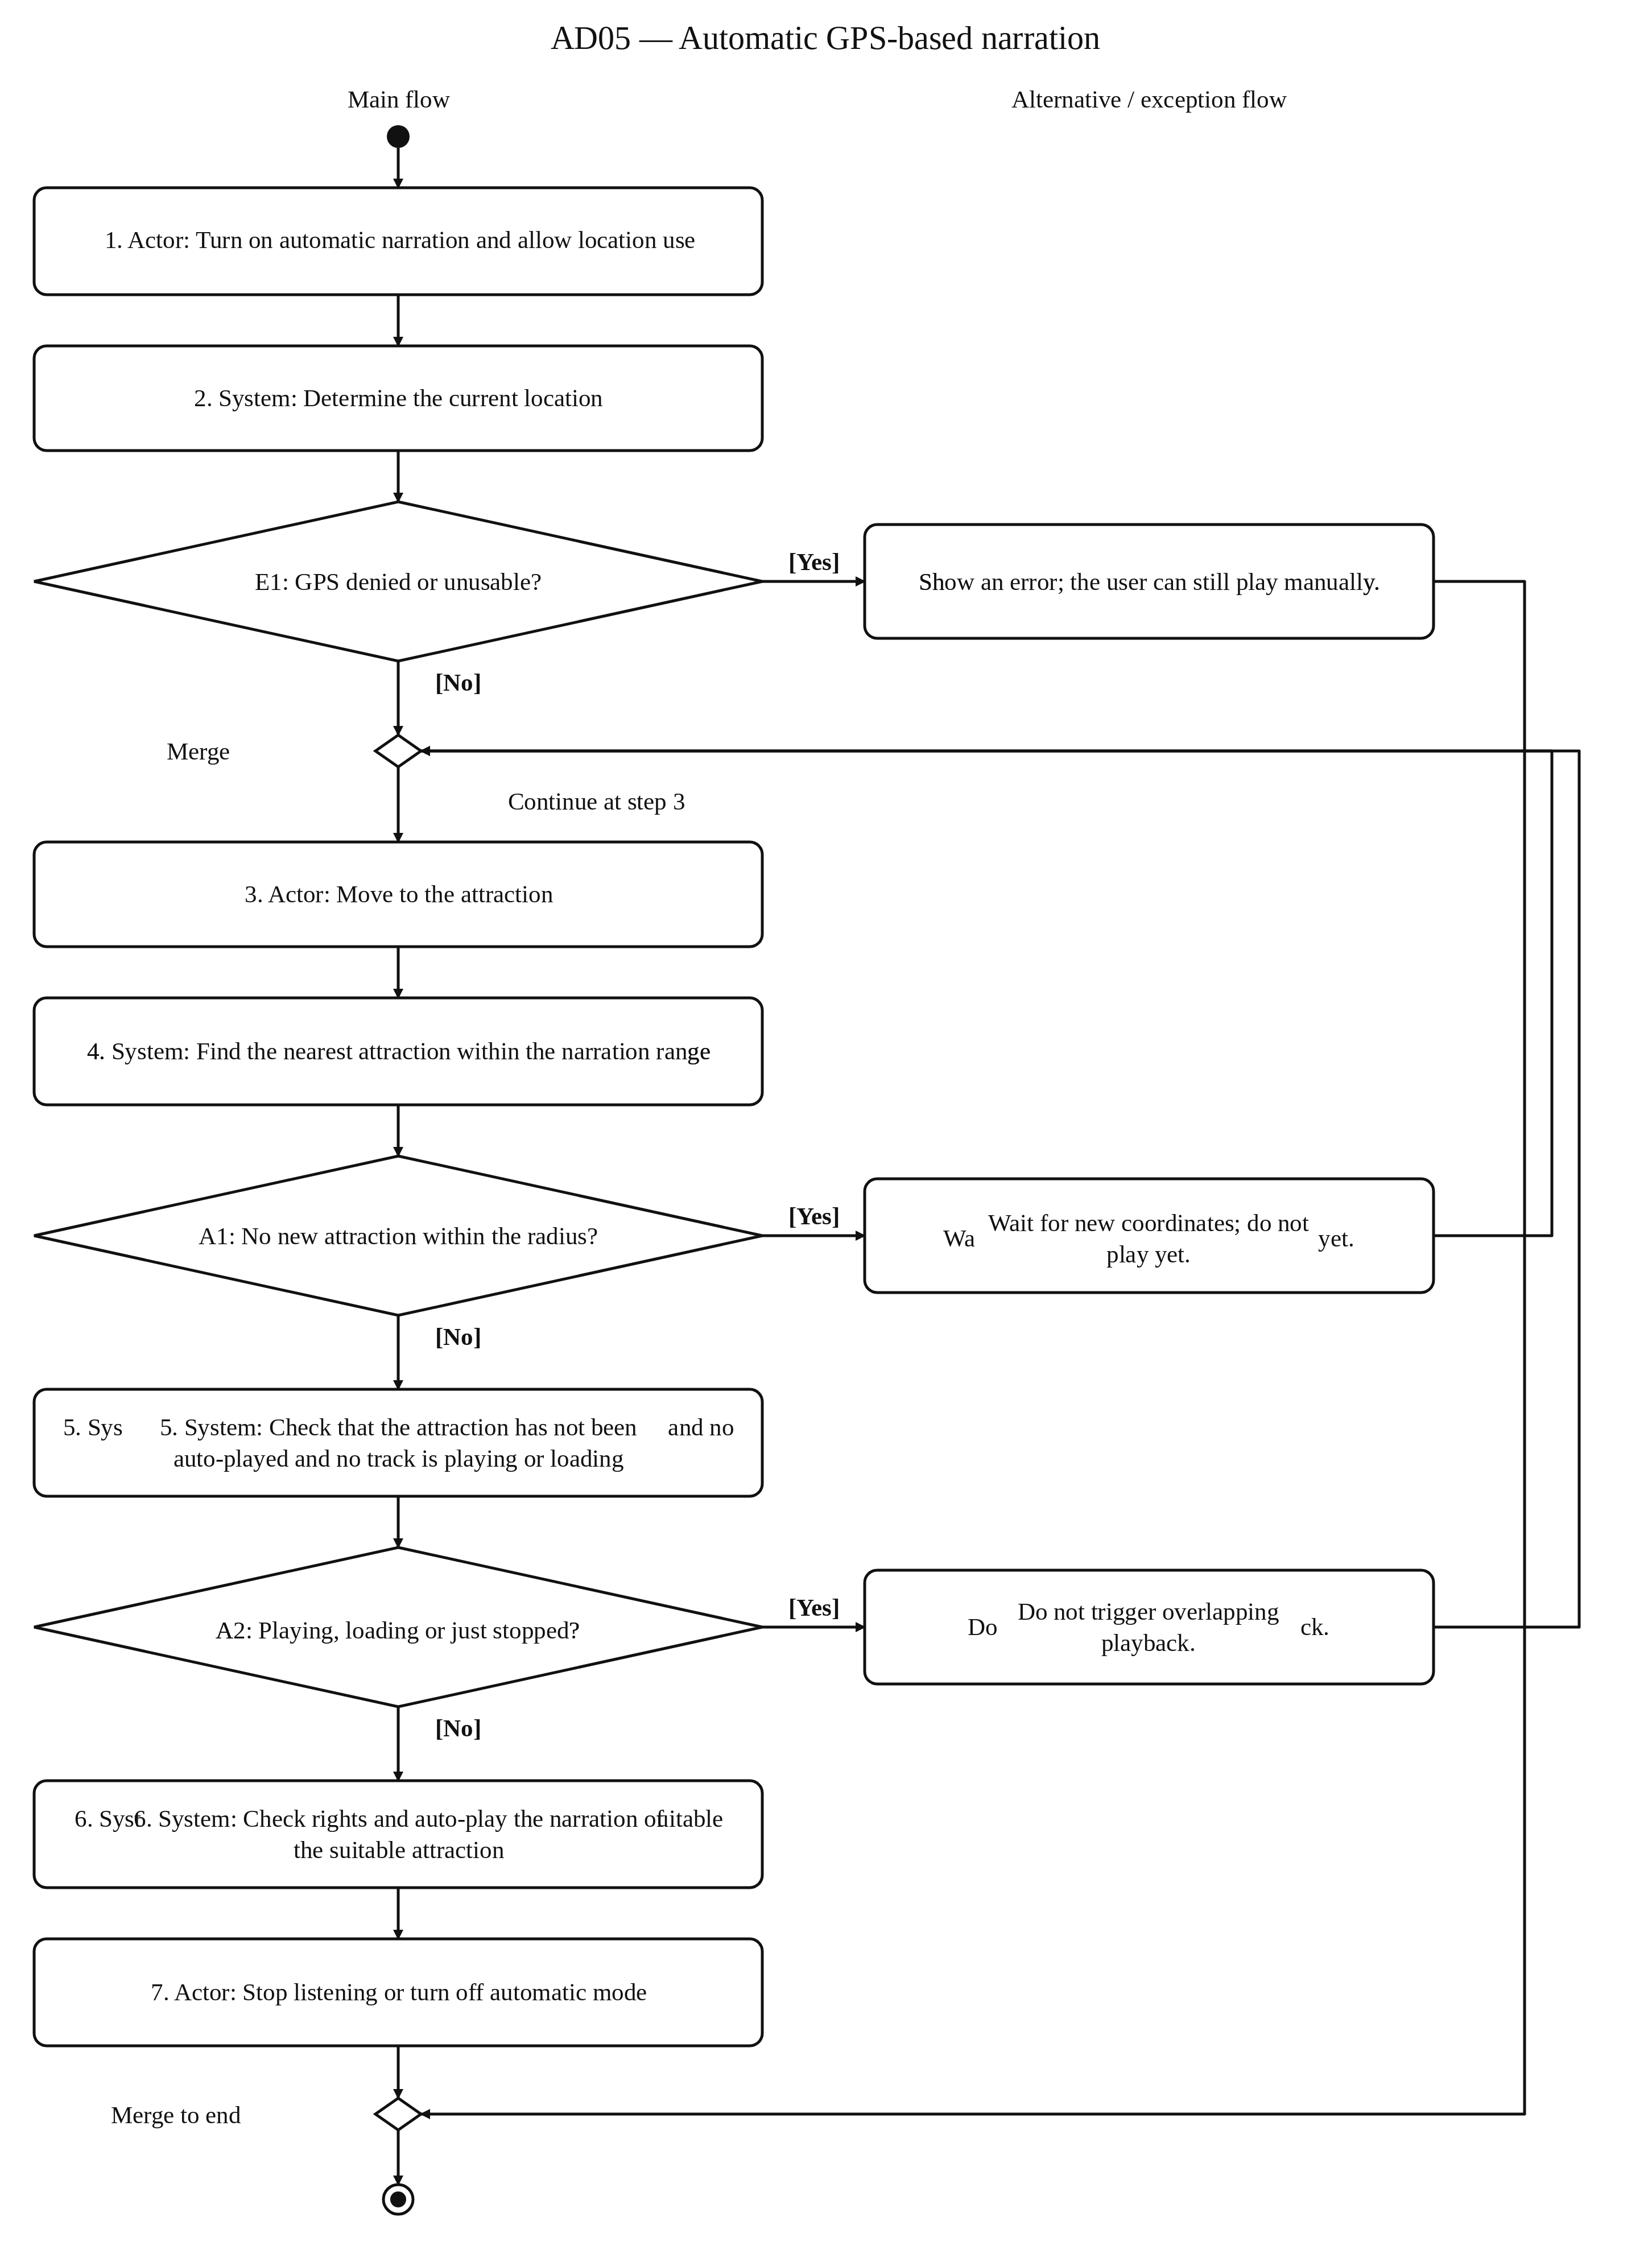 AD05 — Automatic GPS-based narration
Main flow
Alternative / exception flow
1. Actor: Turn on automatic narration and allow location use
2. System: Determine the current location
E1: GPS denied or unusable?
[Yes]
Show an error; the user can still play manually.
[No]
Merge
Continue at step 3
3. Actor: Move to the attraction
4. System: Find the nearest attraction within the narration range
A1: No new attraction within the radius?
[Yes]
Wa
Wait for new coordinates; do not
yet.
play yet.
[No]
5. Sys
5. System: Check that the attraction has not been
and no
auto-played and no track is playing or loading
A2: Playing, loading or just stopped?
[Yes]
Do
Do not trigger overlapping
ck.
playback.
[No]
6. Syst
6. System: Check rights and auto-play the narration of
uitable
the suitable attraction
7. Actor: Stop listening or turn off automatic mode
Merge to end